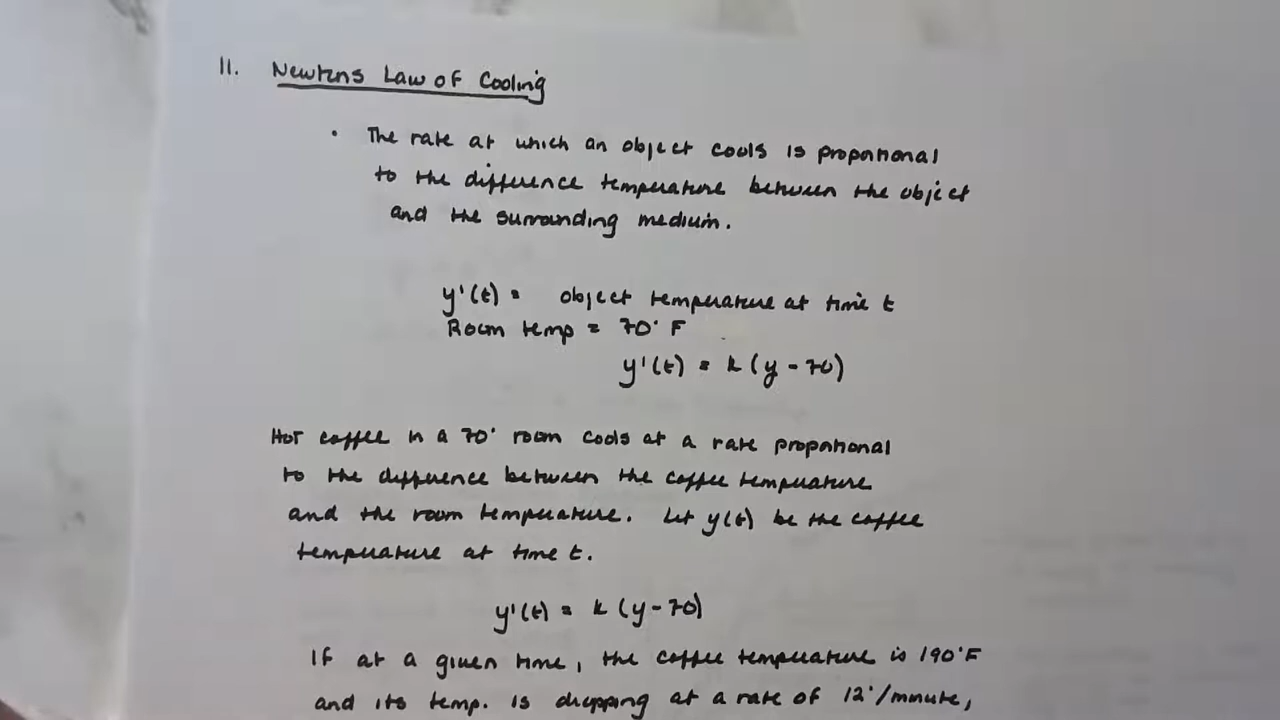 11. Newtons Law of Cooling
• The rate at which an object cools is proportional
to the difference temperature between the object
and the surrounding medium.
y'(t) = object temperature at time t
Room temp = 70° F
y'(t) = k (y - 70)
Hot coffee in a 70° room cools at a rate proportional
to the difference between the coffee temperature
and the room temperature. Let y(t) be the coffee
temperature at time t.
y'(t) = k (y - 70)
If at a given time, the coffee temperature is 190°F
and its temp. is dropping at a rate of 12°/minute,